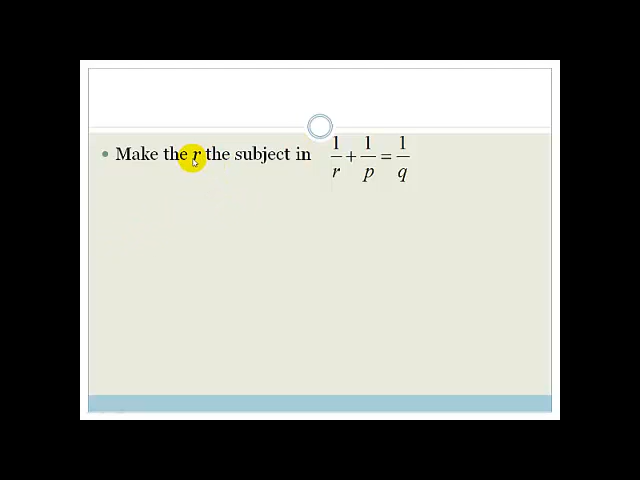 • Make the r the subject in 1/r + 1/p = 1/q